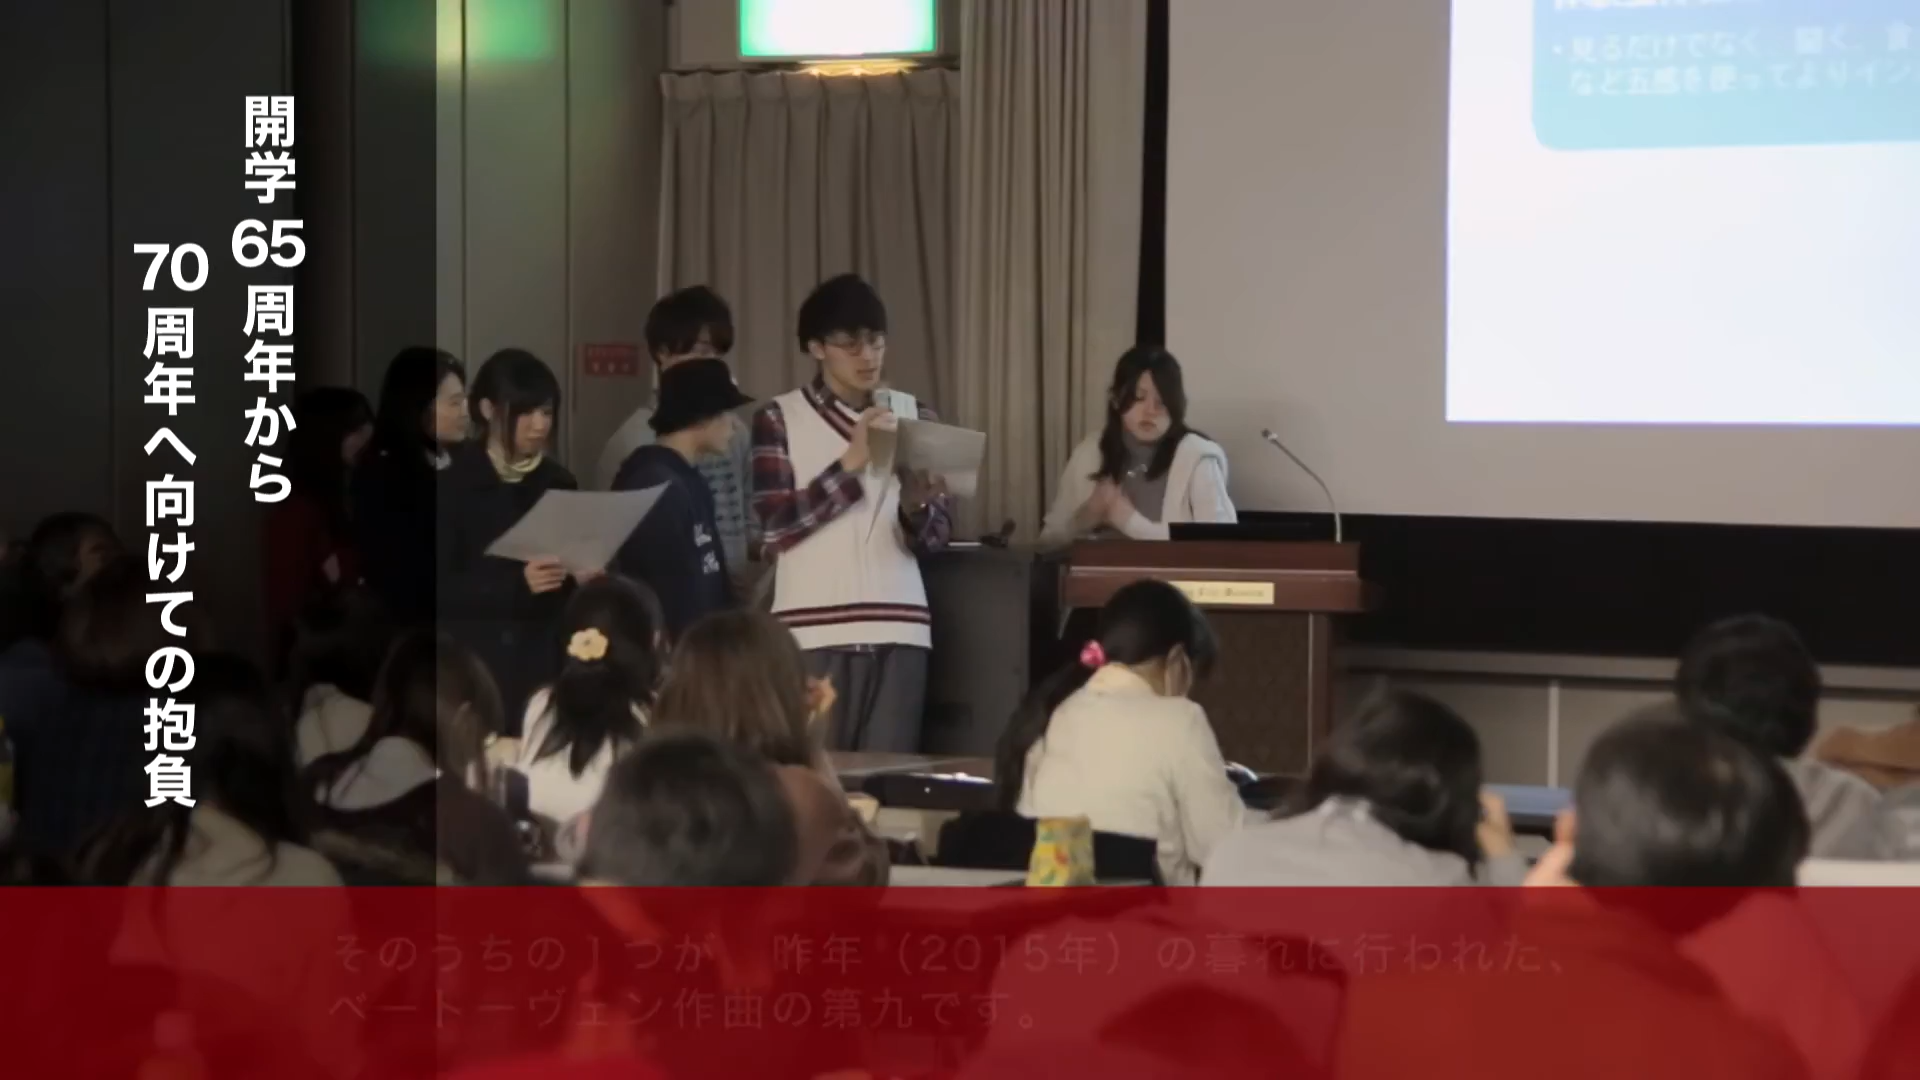 開学65周年から
70周年へ向けての抱負
・見るだけでなく 聞く、
など五感を使ってよりイン
そのうちの1つが 昨年（2015年）の暮れに行われた、
ベートーヴェン作曲の第九です。